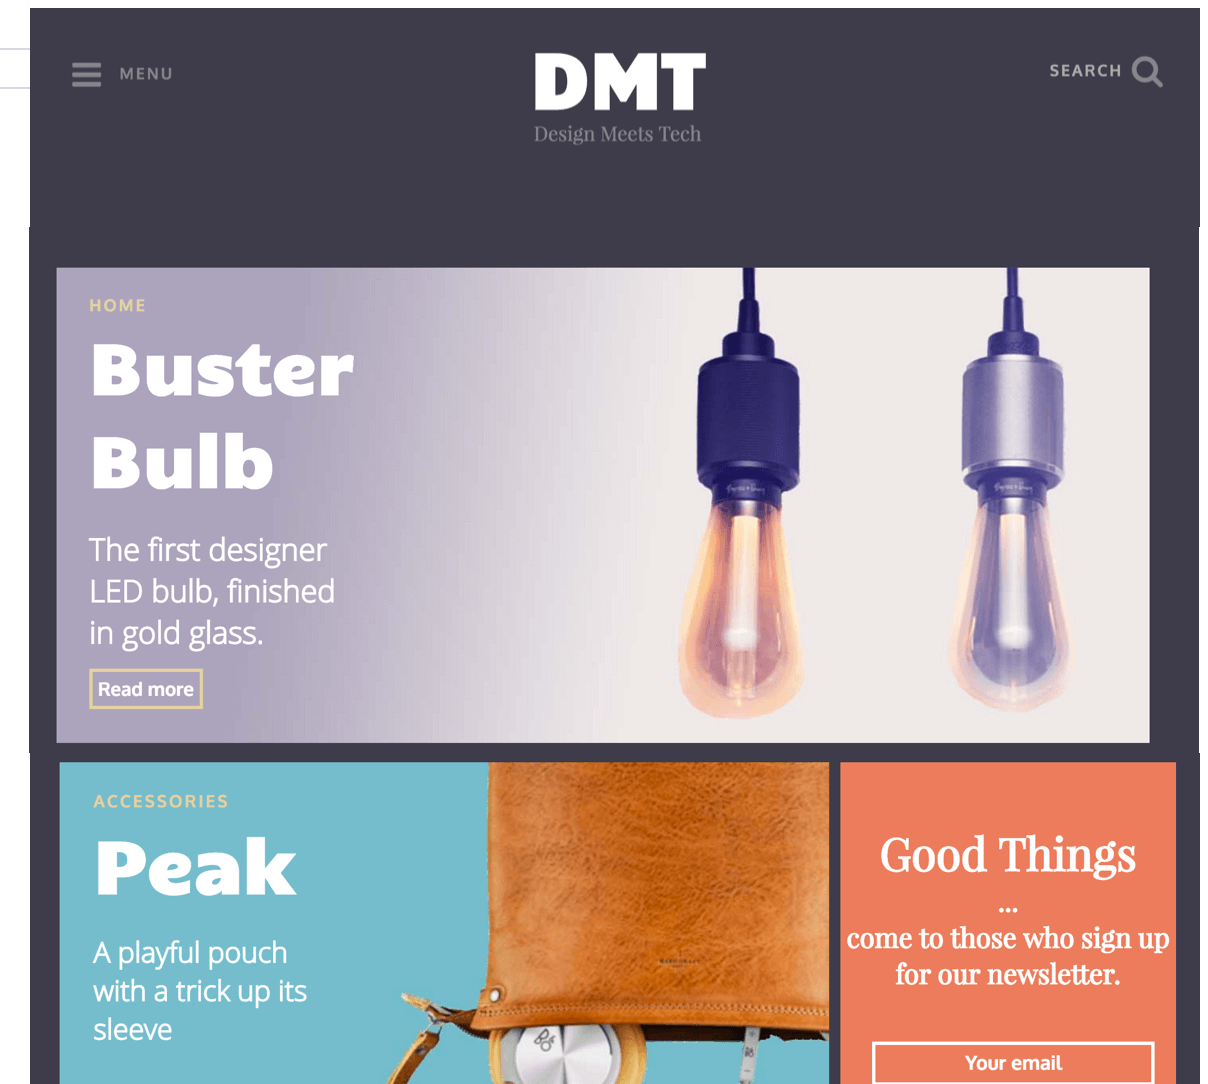 MENU
DMT
Design Meets Tech
SEARCH
HOME
Buster
Bulb
The first designer
LED bulb, finished
in gold glass.
Read more
ACCESSORIES
Peak
A playful pouch
with a trick up its
sleeve
Good Things
...
come to those who sign up
for our newsletter.
Your email